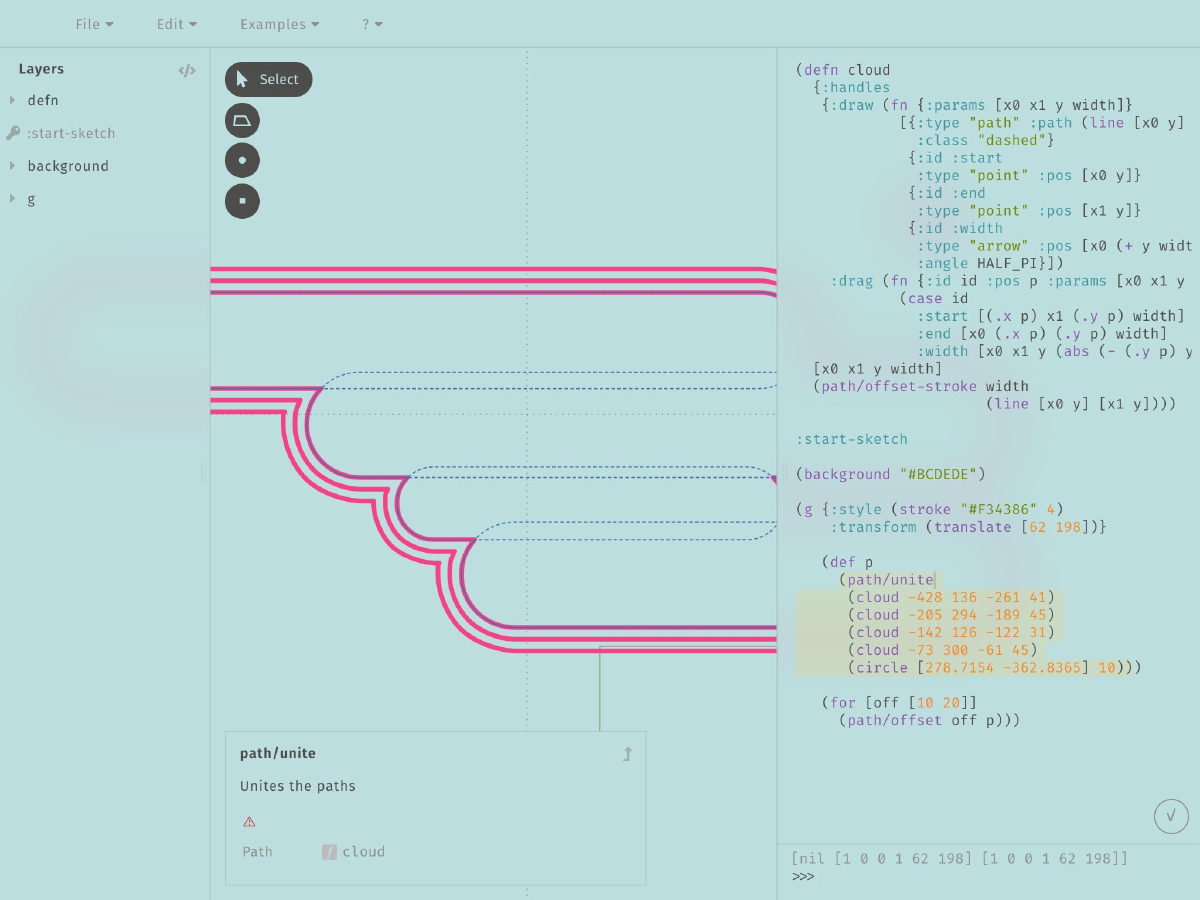 File
Edit
Examples
?
Layers
</>
defn
:start-sketch
background
g
Select
path/unite
Unites the paths
Path
f cloud
(defn cloud
{:handles
{:draw (fn {:params [x0 x1 y width]}
[{:type "path" :path (line [x0 y]
:class "dashed"}
{:id :start
:type "point" :pos [x0 y]}
{:id :end
:type "point" :pos [x1 y]}
{:id :width
:type "arrow" :pos [x0 (+ y widt
:angle HALF_PI}])
:drag (fn {:id id :pos p :params [x0 x1 y
(case id
:start [(.x p) x1 (.y p) width]
:end [x0 (.x p) (.y p) width]
:width [x0 x1 y (abs (- (.y p) y
[x0 x1 y width]
(path/offset-stroke width
(line [x0 y] [x1 y])))
:start-sketch
(background "#BCDEDE")
(g {:style (stroke "#F34386" 4)
:transform (translate [62 198])}
(def p
(path/unite
(cloud -428 136 -261 41)
(cloud -205 294 -189 45)
(cloud -142 126 -122 31)
(cloud -73 300 -61 45)
(circle [278.7154 -362.8365] 10)))
(for [off [10 20]]
(path/offset off p)))
√
[nil [1 0 0 1 62 198] [1 0 0 1 62 198]]
>>>